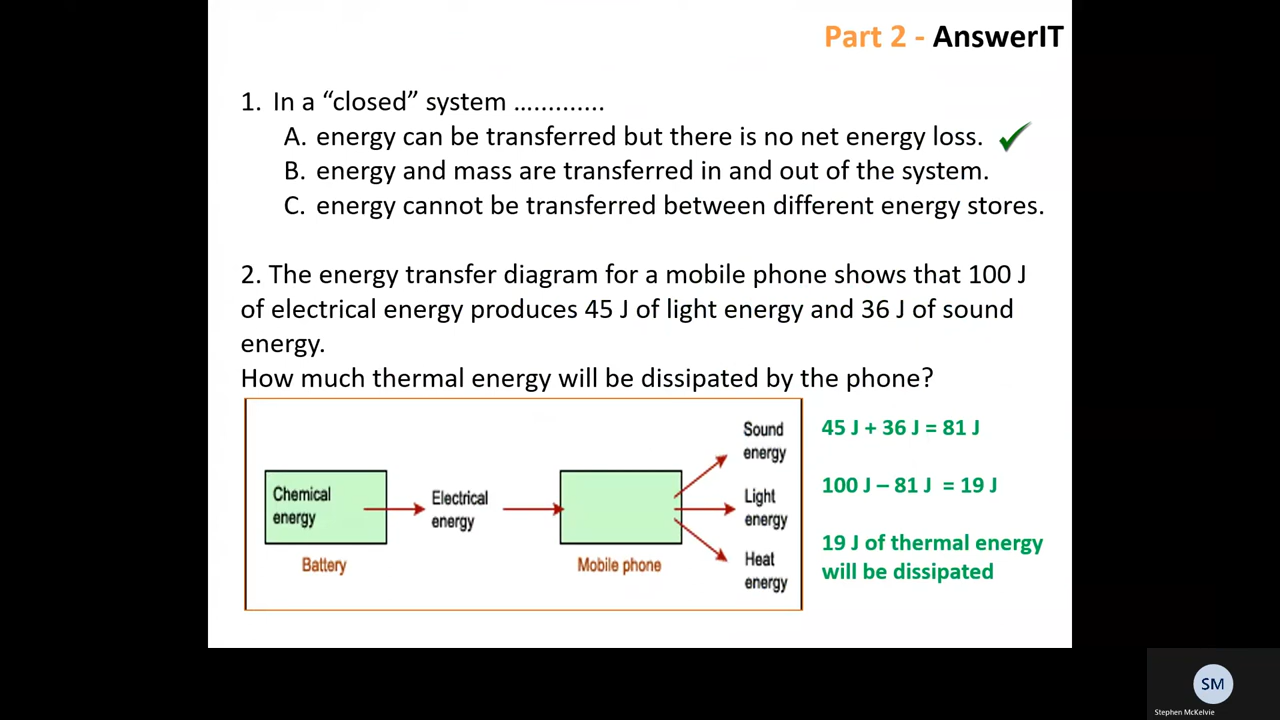 Part 2 - AnswerIT
1. In a “closed” system …..........
A. energy can be transferred but there is no net energy loss.
B. energy and mass are transferred in and out of the system.
C. energy cannot be transferred between different energy stores.
2. The energy transfer diagram for a mobile phone shows that 100 J
of electrical energy produces 45 J of light energy and 36 J of sound
energy.
How much thermal energy will be dissipated by the phone?
Chemical
energy
Battery
Electrical
energy
Mobile phone
Sound
energy
Light
energy
Heat
energy
45 J + 36 J = 81 J
100 J – 81 J = 19 J
19 J of thermal energy
will be dissipated
SM
Stephen McKelvie